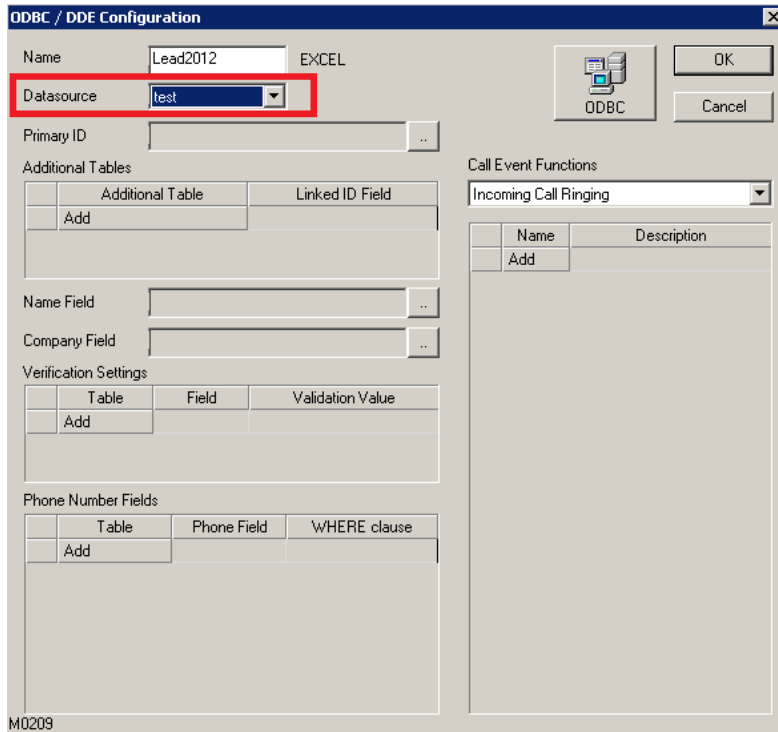 ODBC / DDE Configuration
Name Lead2012 EXCEL
Datasource test
ODBC
OK
Cancel
Primary ID ..
Additional Tables
Additional Table Linked ID Field
Add
Name Field ..
Company Field ..
Verification Settings
Table Field Validation Value
Add
Phone Number Fields
Table Phone Field WHERE clause
Add
Call Event Functions
Incoming Call Ringing
Name Description
Add
M0209